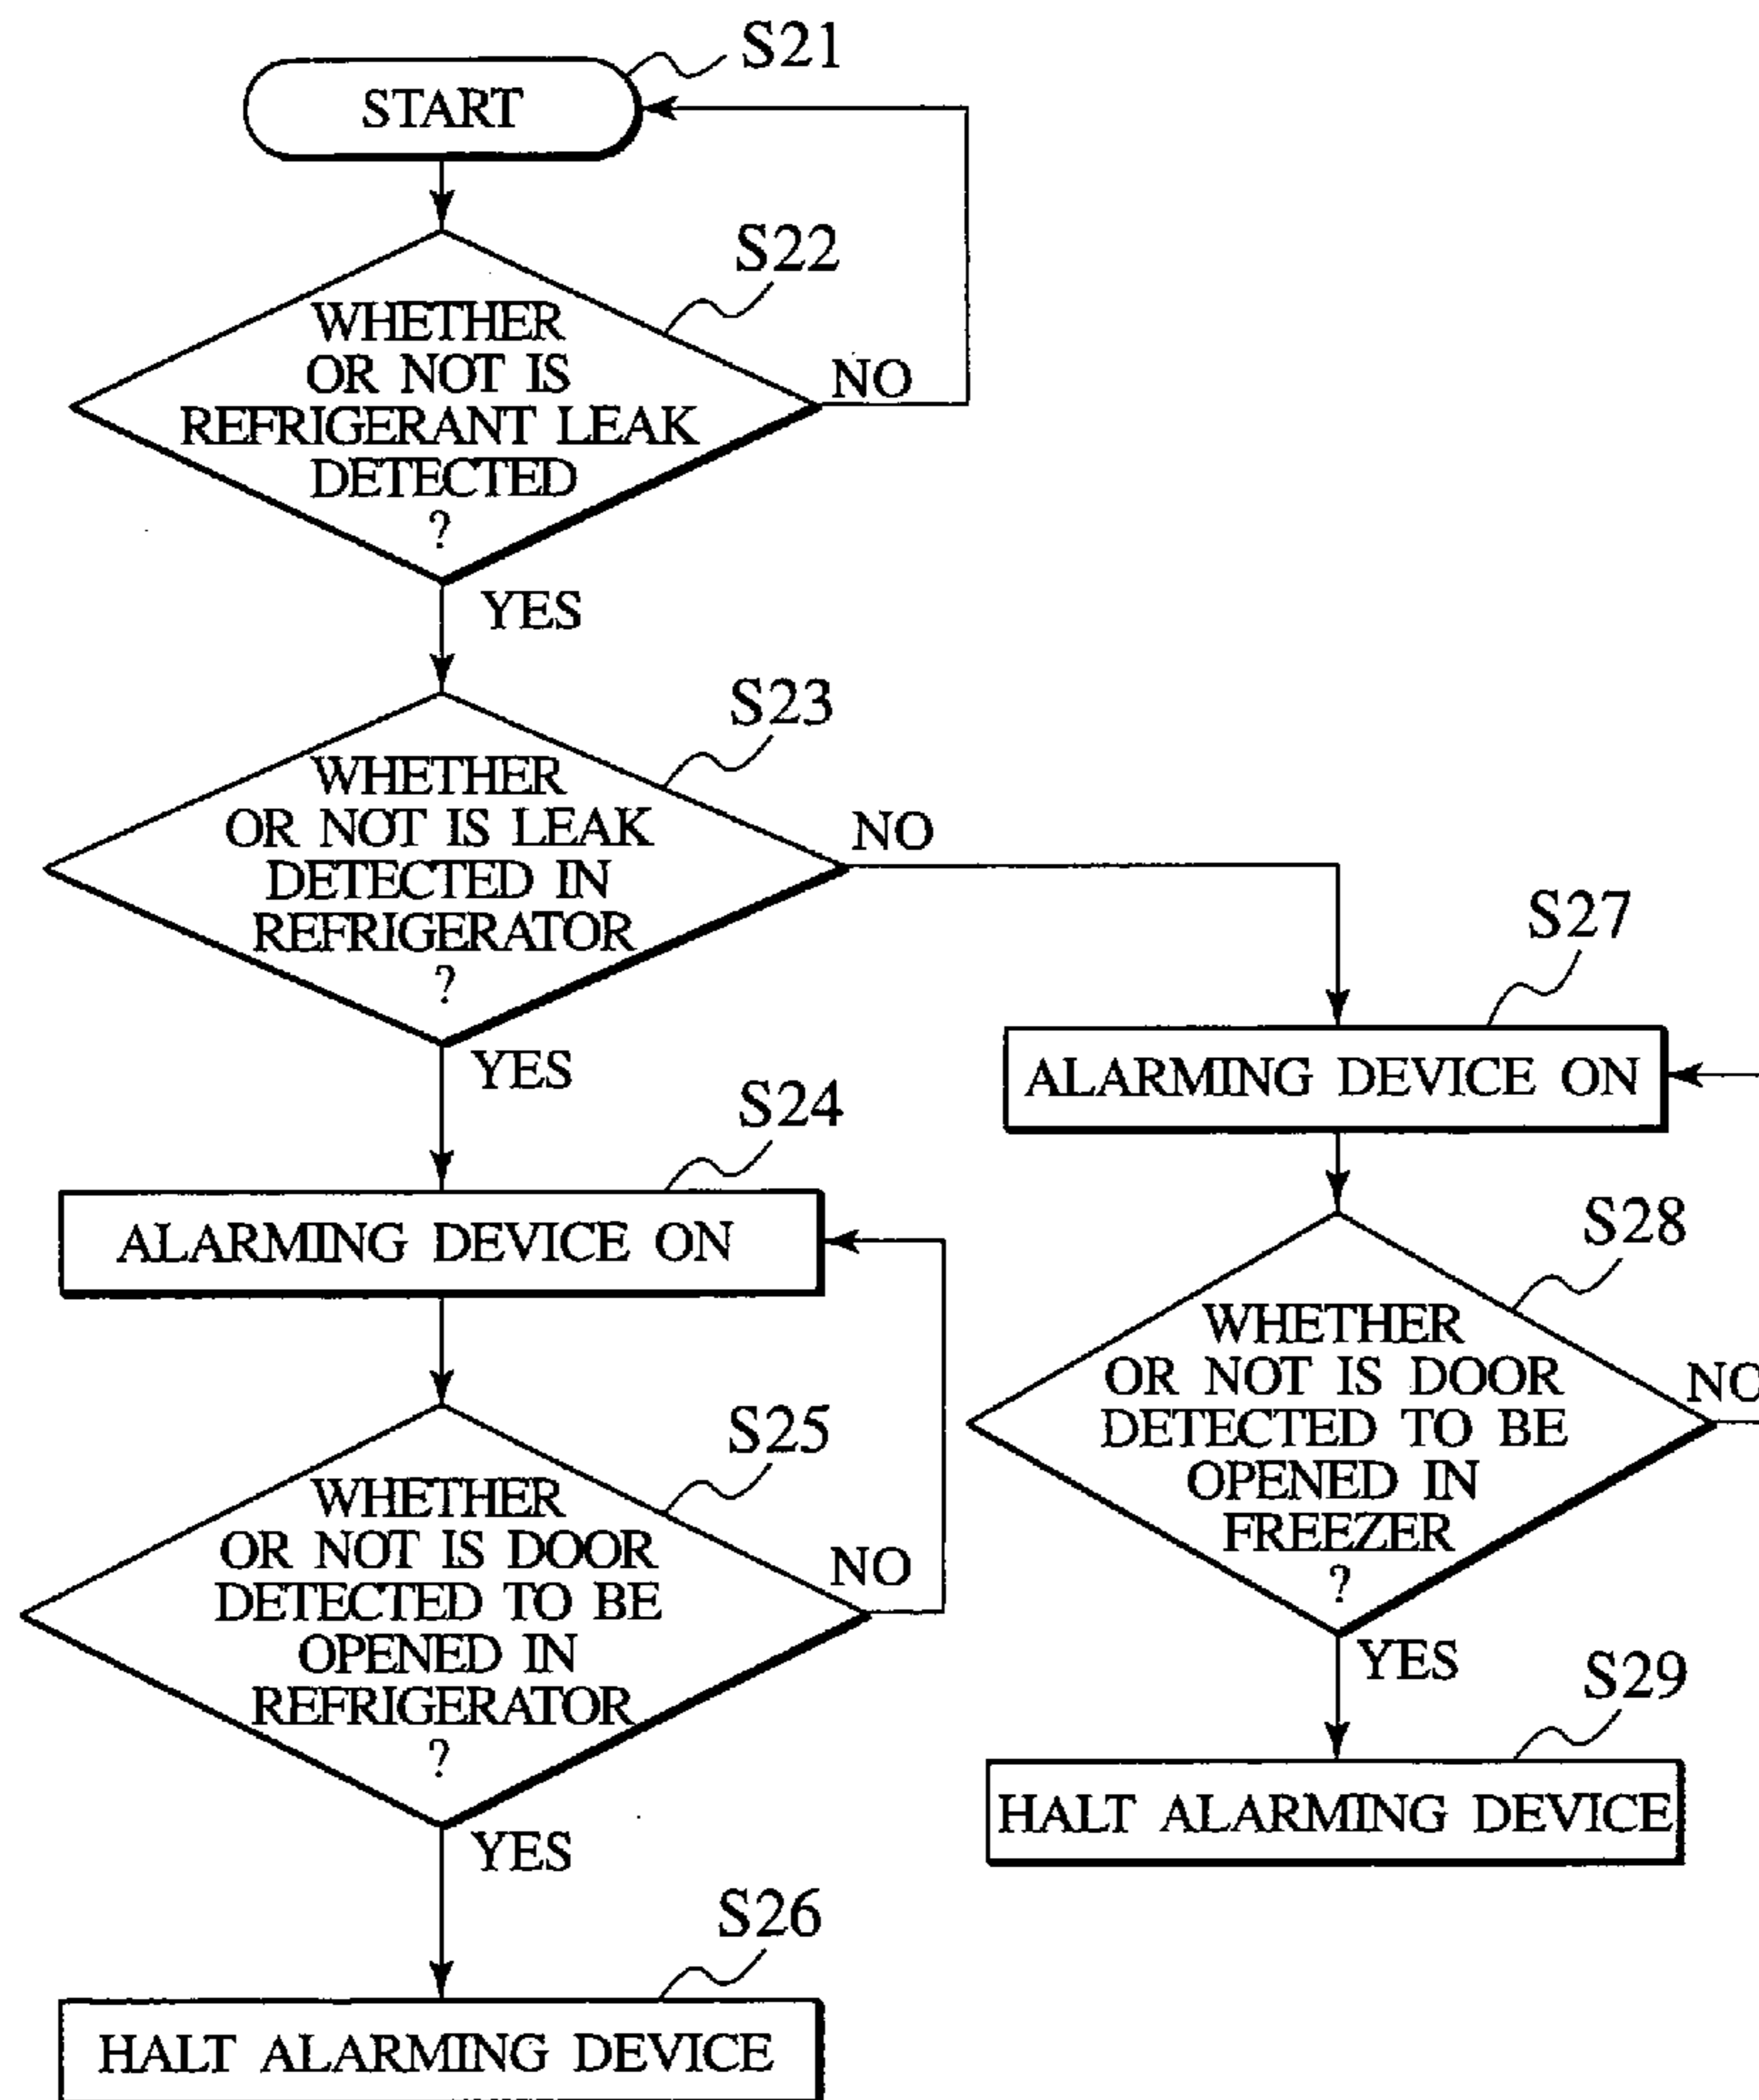 S21
START
S22
WHETHER
OR NOT IS
REFRIGERANT LEAK
DETECTED
?
NO
YES
S23
WHETHER
OR NOT IS LEAK
DETECTED IN
REFRIGERATOR
?
NO
YES
S24
ALARMING DEVICE ON
S25
WHETHER
OR NOT IS DOOR
DETECTED TO BE
OPENED IN
REFRIGERATOR
?
NO
YES
S26
HALT ALARMING DEVICE
S27
ALARMING DEVICE ON
S28
WHETHER
OR NOT IS DOOR
DETECTED TO BE
OPENED IN
FREEZER
?
NO
YES
S29
HALT ALARMING DEVICE